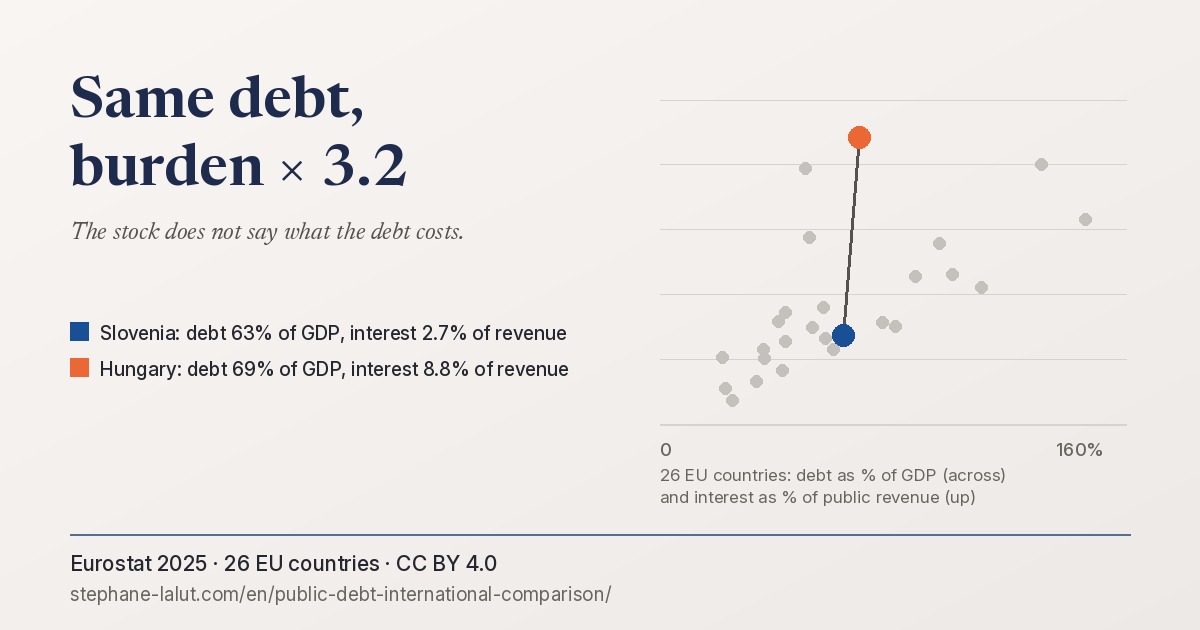 Same debt,
burden × 3.2
The stock does not say what the debt costs.
Slovenia: debt 63% of GDP, interest 2.7% of revenue
Hungary: debt 69% of GDP, interest 8.8% of revenue
0
160%
26 EU countries: debt as % of GDP (across)
and interest as % of public revenue (up)
Eurostat 2025 · 26 EU countries · CC BY 4.0
stephane-lalut.com/en/public-debt-international-comparison/